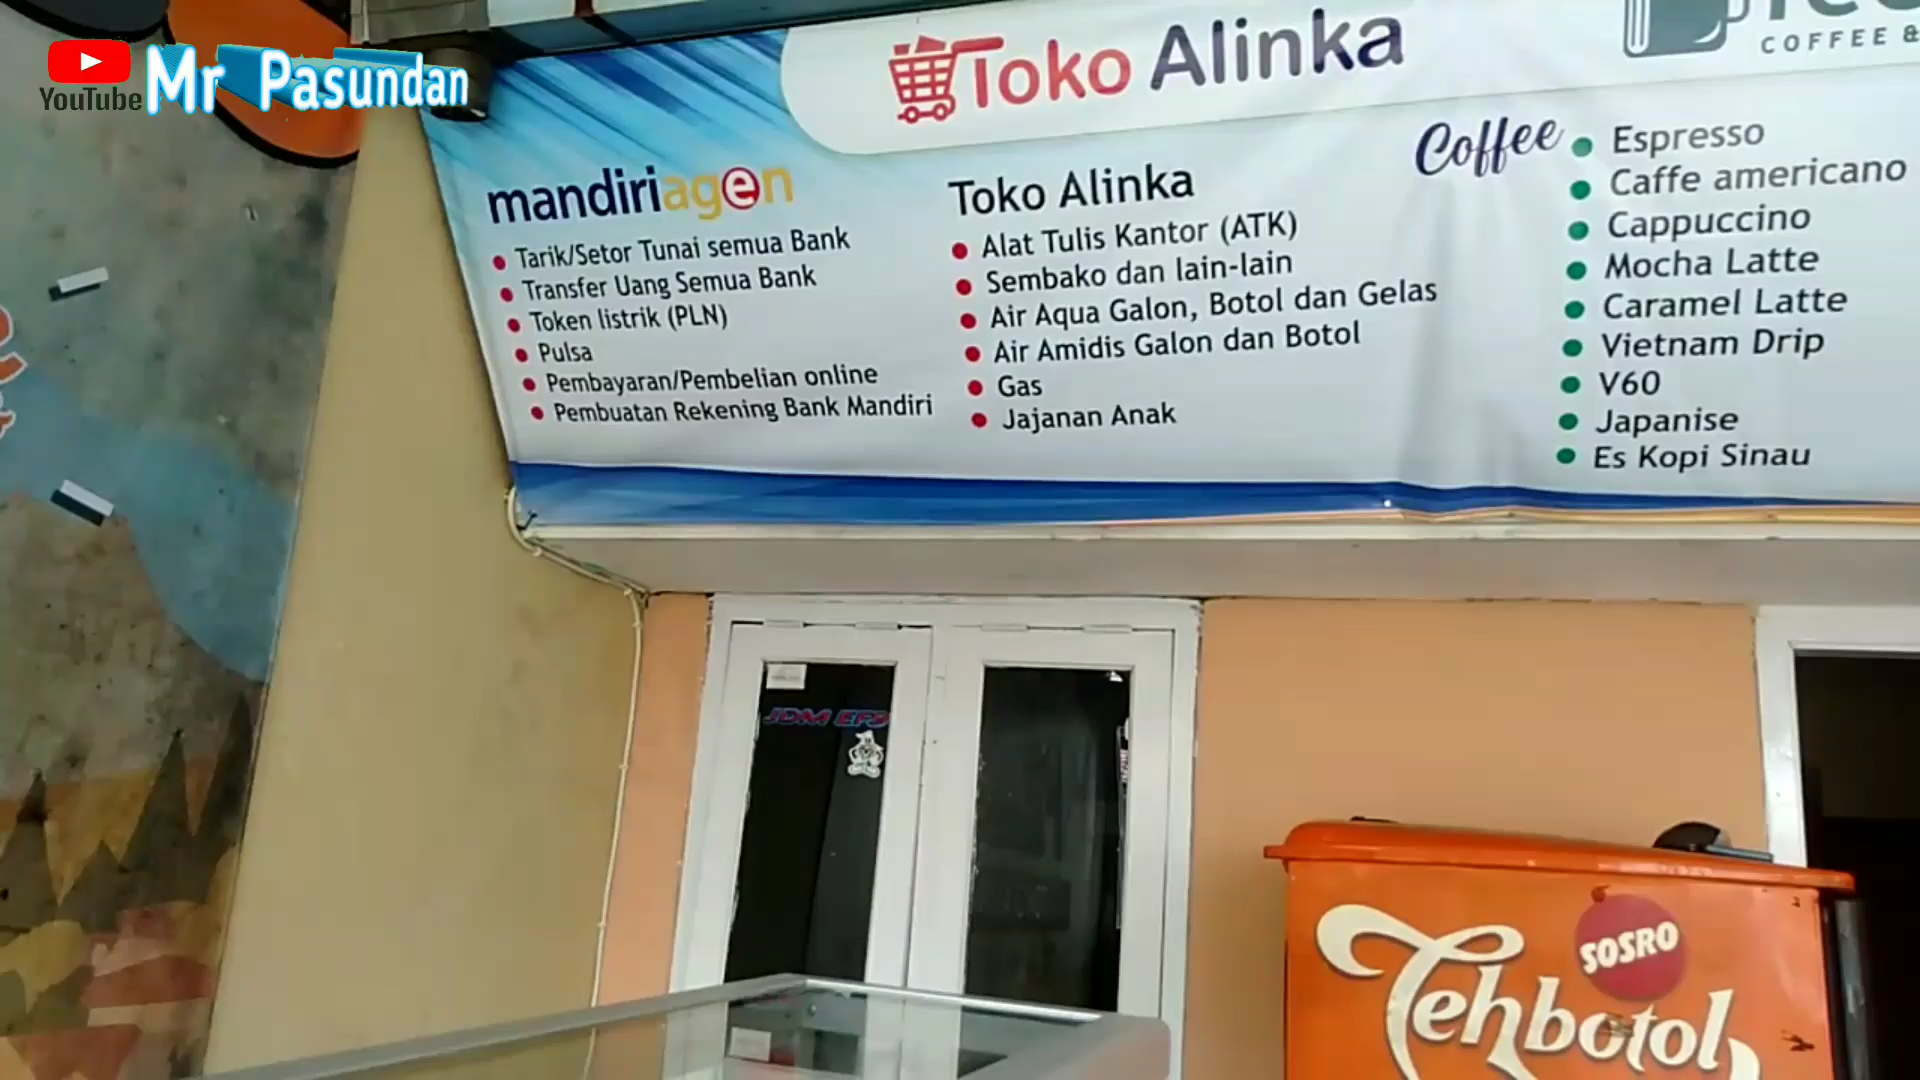 YouTube Mr Pasundan
Toko Alinka
COFFEE &
mandiriagen
Tarik/Setor Tunai semua Bank
Transfer Uang Semua Bank
Token listrik (PLN)
Pulsa
Pembayaran/Pembelian online
Pembuatan Rekening Bank Mandiri
Toko Alinka
Alat Tulis Kantor (ATK)
Sembako dan lain-lain
Air Aqua Galon, Botol dan Gelas
Air Amidis Galon dan Botol
Gas
Jajanan Anak
Coffee
Espresso
Caffe americano
Cappuccino
Mocha Latte
Caramel Latte
Vietnam Drip
V60
Japanise
Es Kopi Sinau
JDM
SOSRO
Tehbotol